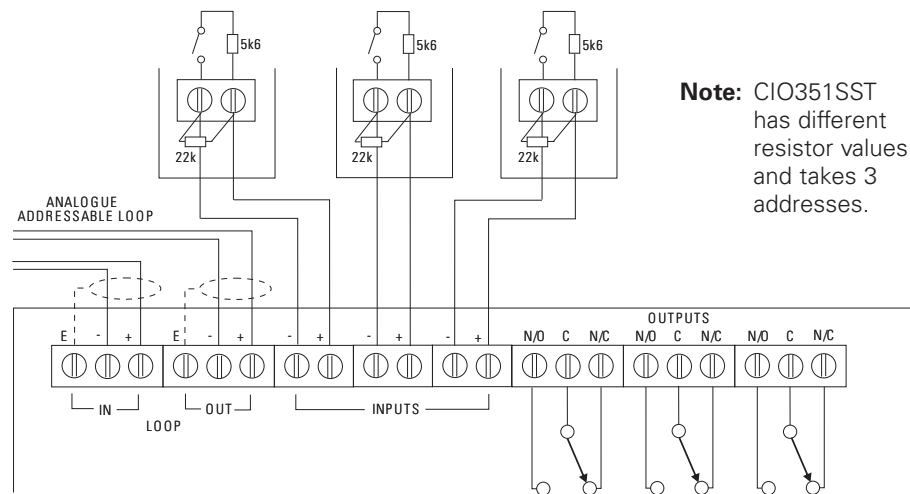 5k6 5k6 5k6
Note: CIO351SST
has different
resistor values
and takes 3
addresses.
22k 22k 22k
ANALOGUE
ADDRESSABLE LOOP
OUTPUTS
E - + E - + - + - + - + N/O C N/C N/O C N/C N/O C N/C
IN OUT INPUTS
LOOP